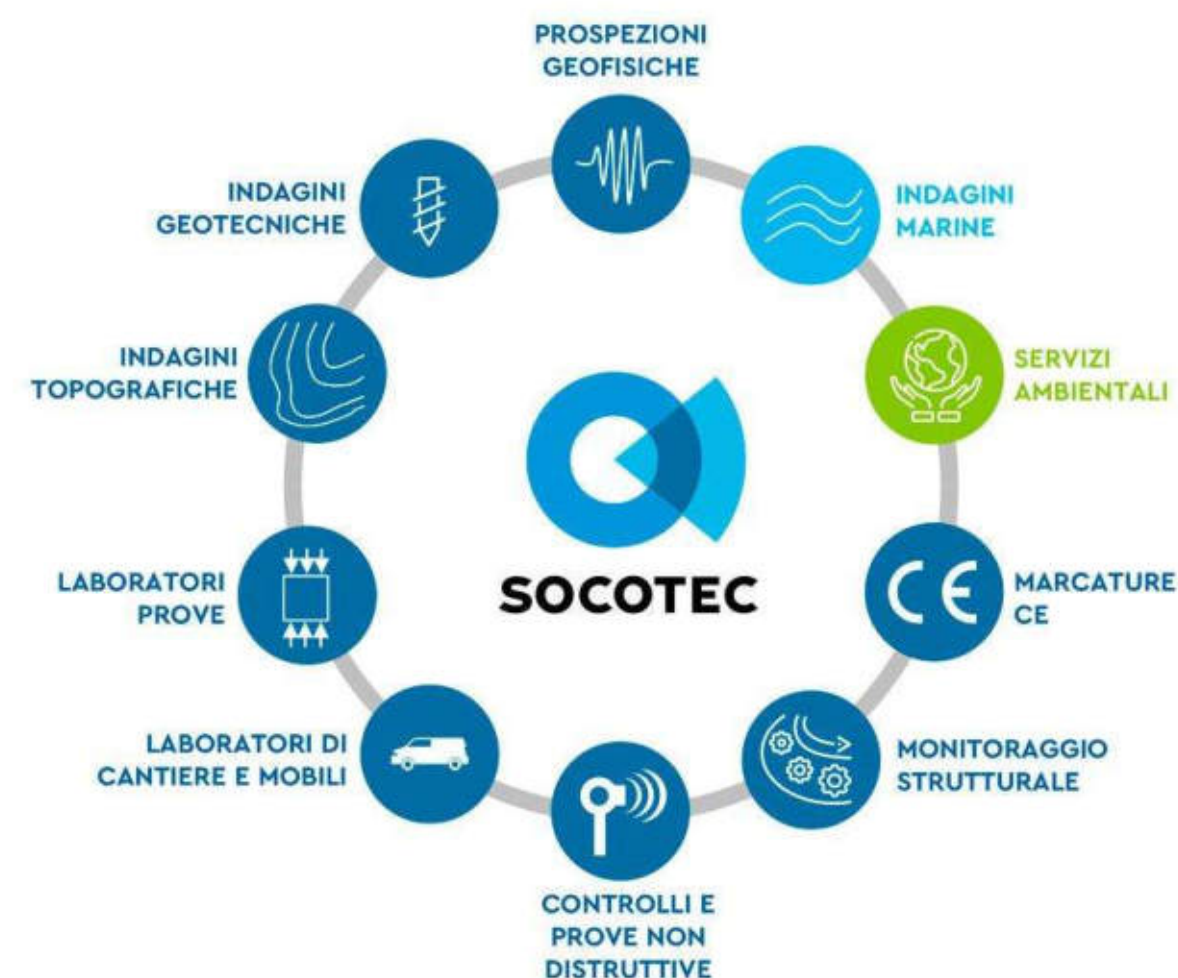 PROSPEZIONI
GEOFISICHE
INDAGINI
GEOTECNICHE
INDAGINI
MARINE
INDAGINI
TOPOGRAFICHE
SERVIZI
AMBIENTALI
SOCOTEC
LABORATORI
PROVE
CE
MARCATURE
CE
LABORATORI DI
CANTIERE E MOBILI
MONITORAGGIO
STRUTTURALE
CONTROLLI E
PROVE NON
DISTRUTTIVE